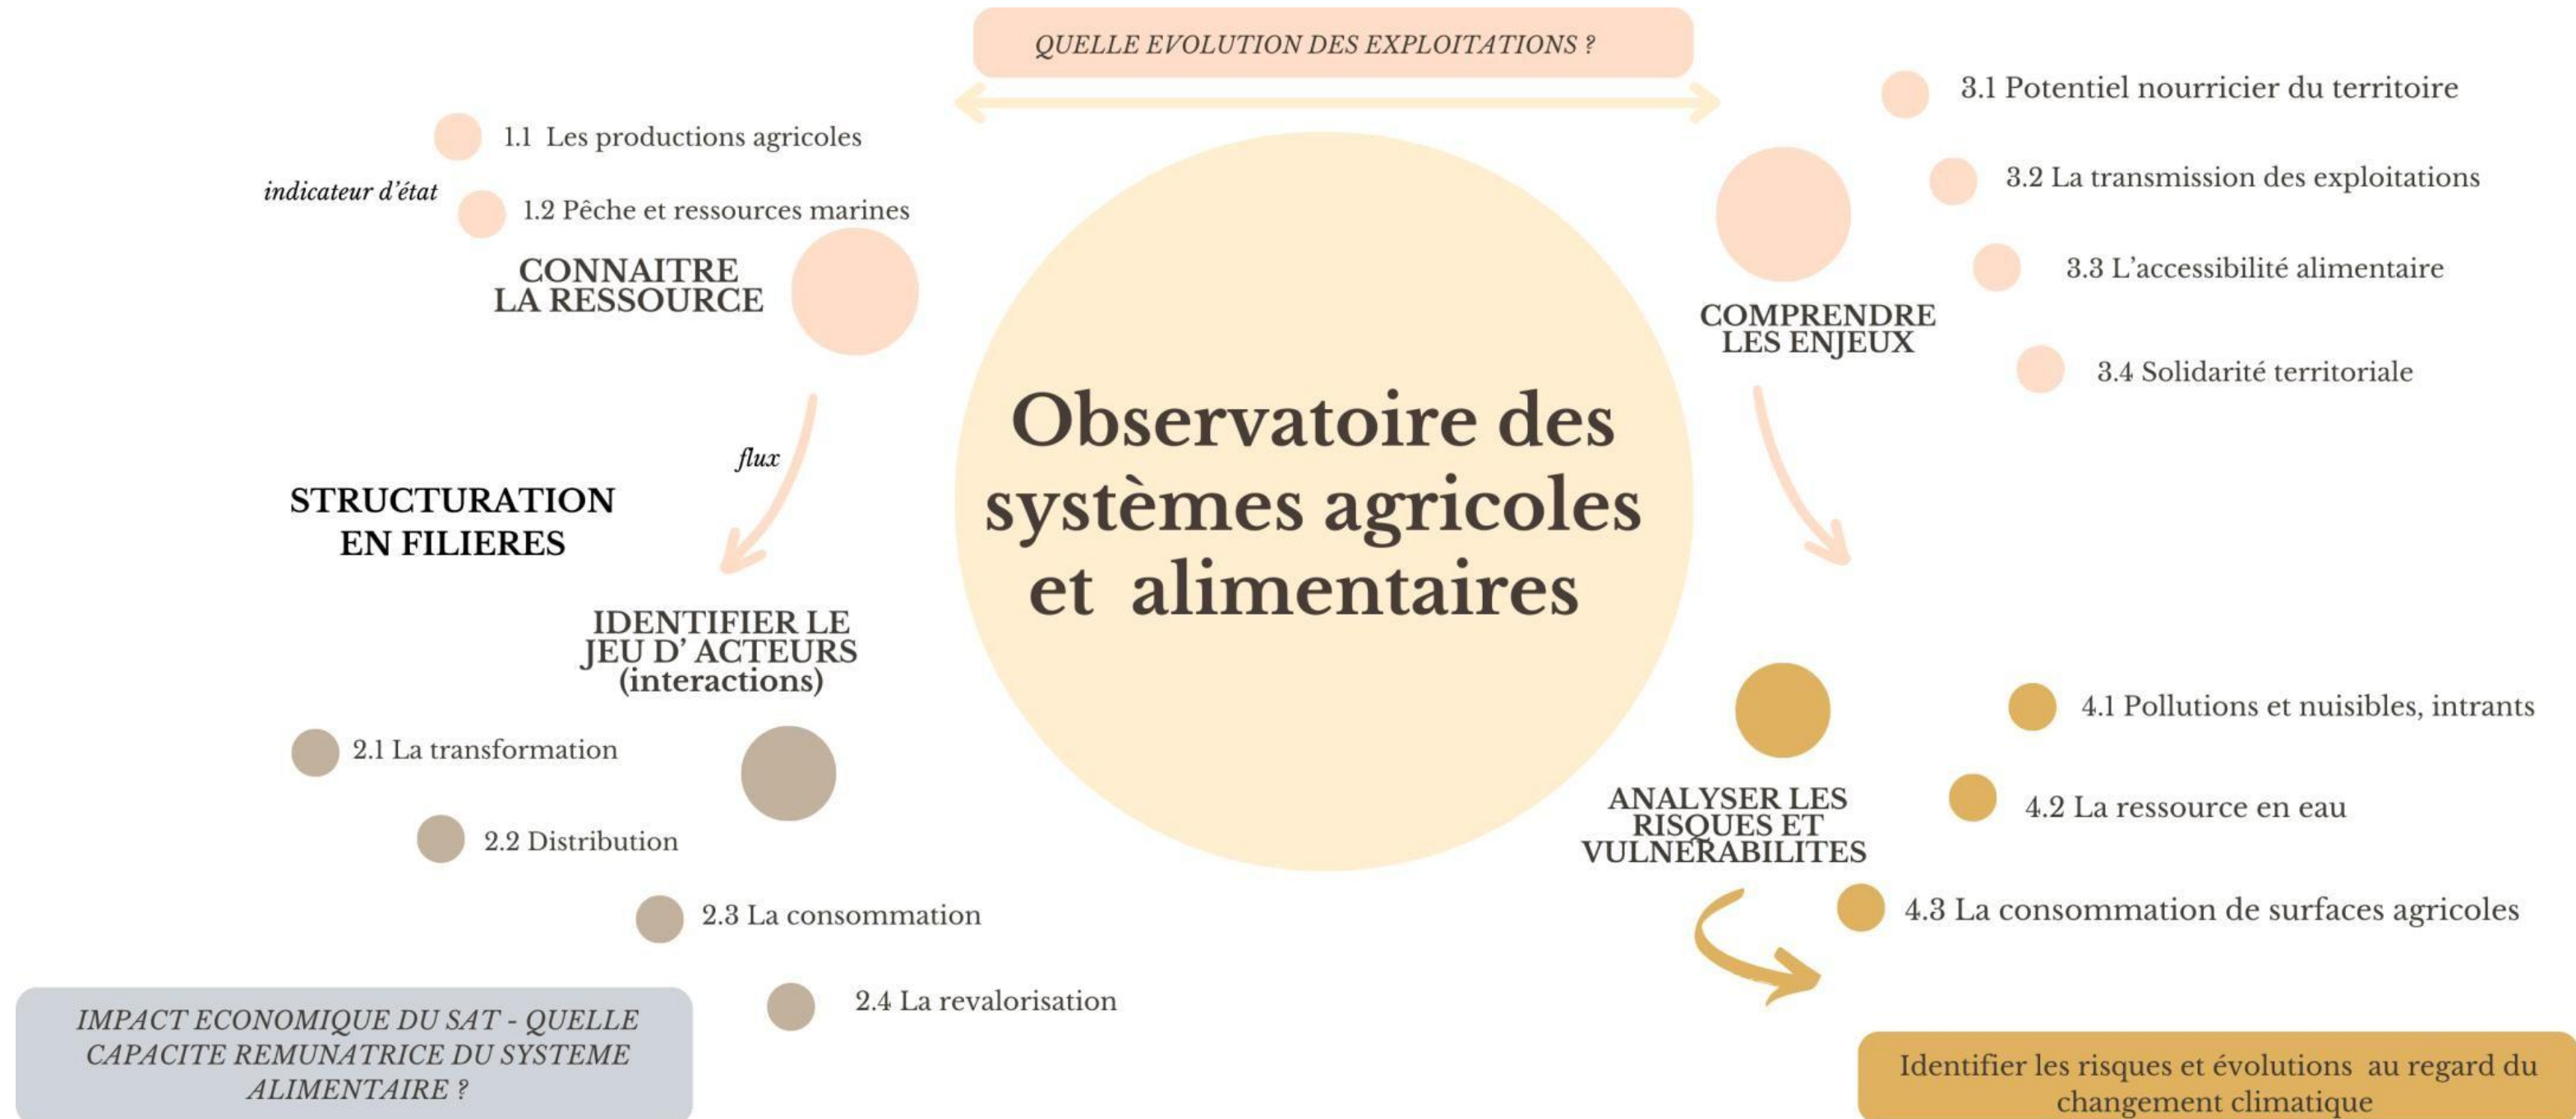 QUELLE EVOLUTION DES EXPLOITATIONS ?
1.1 Les productions agricoles
indicateur d'état
1.2 Pêche et ressources marines
CONNAITRE
LA RESSOURCE
flux
STRUCTURATION
EN FILIERES
IDENTIFIER LE
JEU D' ACTEURS
(interactions)
2.1 La transformation
2.2 Distribution
2.3 La consommation
2.4 La revalorisation
IMPACT ECONOMIQUE DU SAT - QUELLE
CAPACITE REMUNATRICE DU SYSTEME
ALIMENTAIRE ?
Observatoire des
systèmes agricoles
et alimentaires
3.1 Potentiel nourricier du territoire
3.2 La transmission des exploitations
3.3 L'accessibilité alimentaire
3.4 Solidarité territoriale
COMPRENDRE
LES ENJEUX
4.1 Pollutions et nuisibles, intrants
4.2 La ressource en eau
4.3 La consommation de surfaces agricoles
ANALYSER LES
RISQUES ET
VULNERABILITES
Identifier les risques et évolutions au regard du
changement climatique